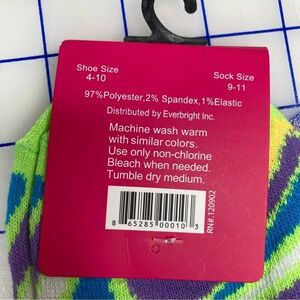 Shoe Size
4-10
Sock Size
9-11
97%Polyester,2% Spandex,1%Elastic
Distributed by Everbright Inc.
Machine wash warm
with similar colors.
Use only non-chlorine
Bleach when needed.
Tumble dry medium.
8 65285 00010 3
RN#.120902